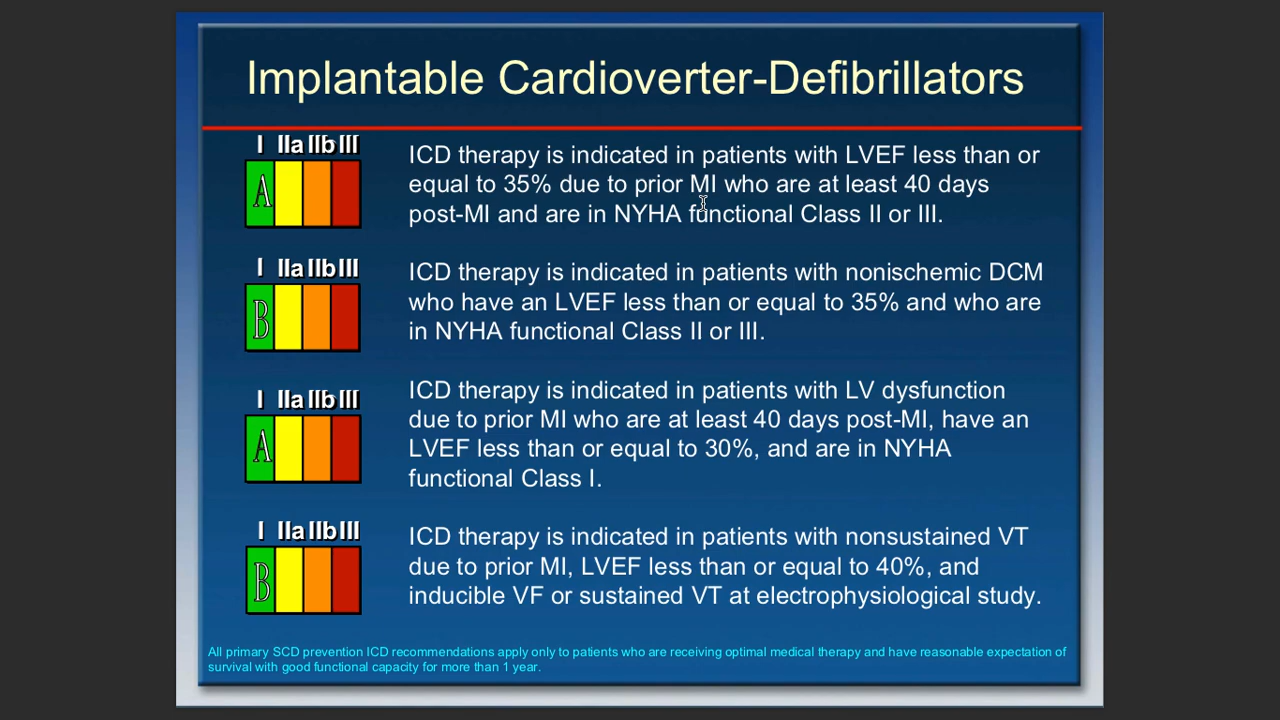 Implantable Cardioverter-Defibrillators
I IIa IIb III
A
ICD therapy is indicated in patients with LVEF less than or
equal to 35% due to prior MI who are at least 40 days
post-MI and are in NYHA functional Class II or III.
I IIa IIb III
B
ICD therapy is indicated in patients with nonischemic DCM
who have an LVEF less than or equal to 35% and who are
in NYHA functional Class II or III.
I IIa IIb III
A
ICD therapy is indicated in patients with LV dysfunction
due to prior MI who are at least 40 days post-MI, have an
LVEF less than or equal to 30%, and are in NYHA
functional Class I.
I IIa IIb III
B
ICD therapy is indicated in patients with nonsustained VT
due to prior MI, LVEF less than or equal to 40%, and
inducible VF or sustained VT at electrophysiological study.
All primary SCD prevention ICD recommendations apply only to patients who are receiving optimal medical therapy and have reasonable expectation of
survival with good functional capacity for more than 1 year.